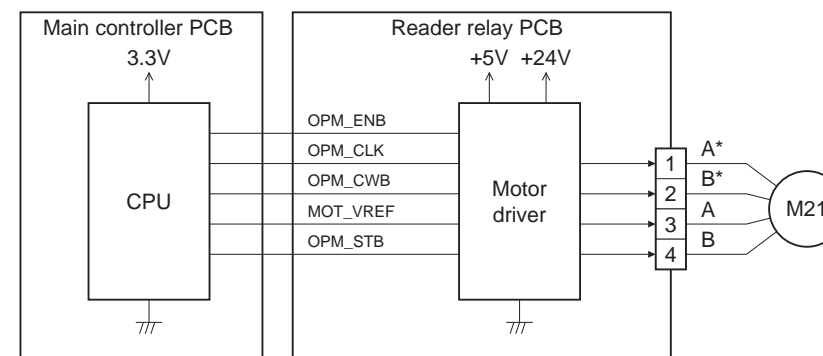 Main controller PCB
Reader relay PCB
3.3V
+5V +24V
OPM_ENB
OPM_CLK
OPM_CWB
MOT_VREF
OPM_STB
CPU
Motor
driver
1
2
3
4
A*
B*
A
B
M21